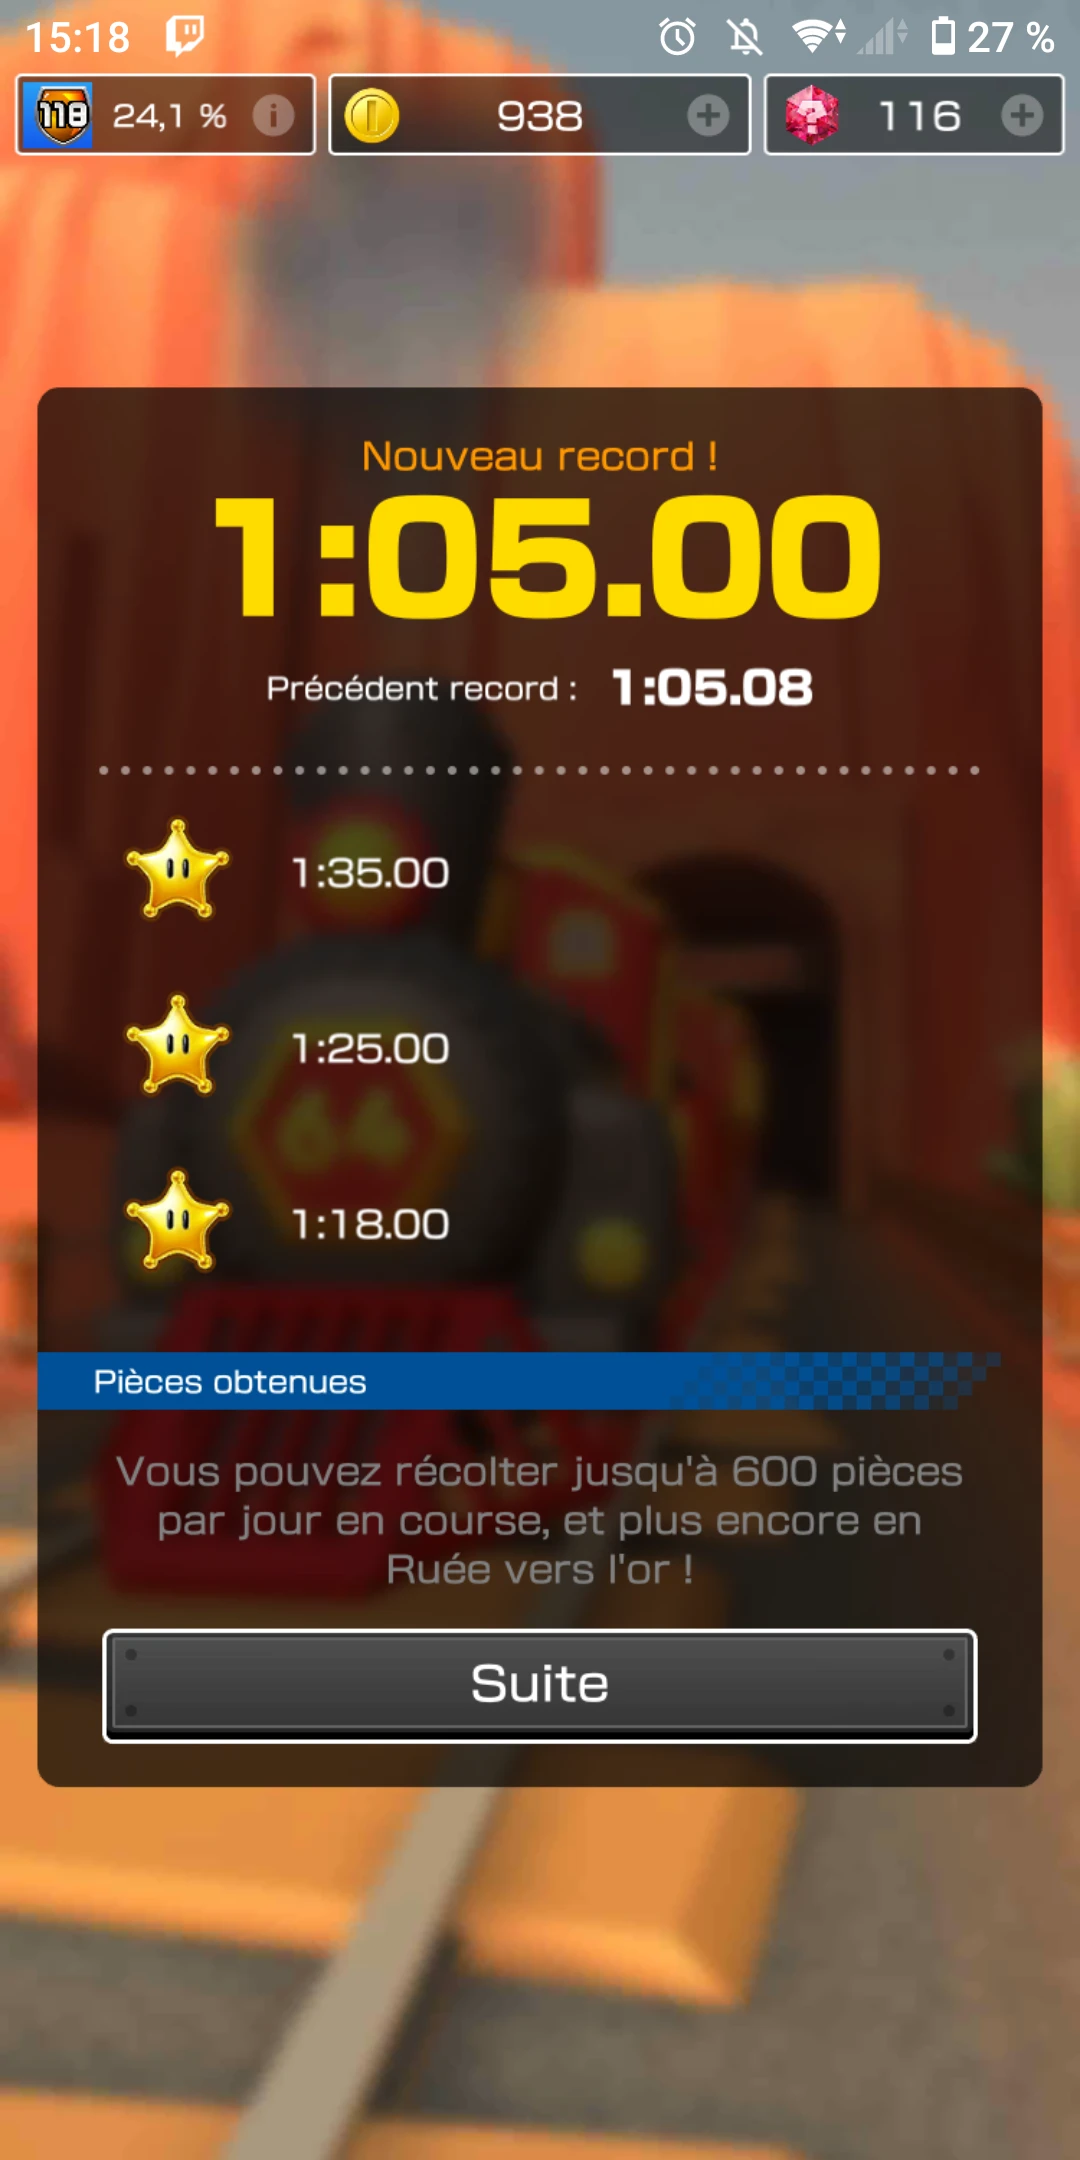 15:18 27 %
118 24,1 % i 938 + ? 116 +
Nouveau record !
1:05.00
Précédent record : 1:05.08
1:35.00
1:25.00
64
1:18.00
Pièces obtenues
Vous pouvez récolter jusqu'à 600 pièces
par jour en course, et plus encore en
Ruée vers l'or !
Suite